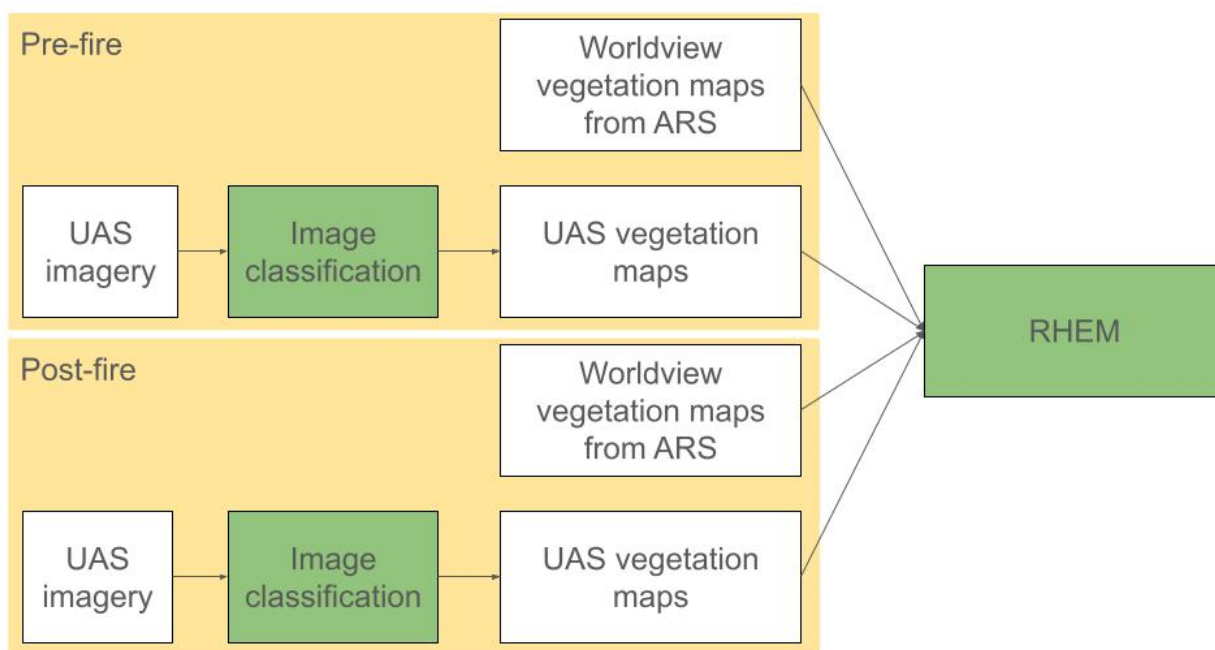 Pre-fire
Worldview
vegetation maps
from ARS
UAS
imagery
Image
classification
UAS vegetation
maps
RHEM
Post-fire
Worldview
vegetation maps
from ARS
UAS
imagery
Image
classification
UAS vegetation
maps